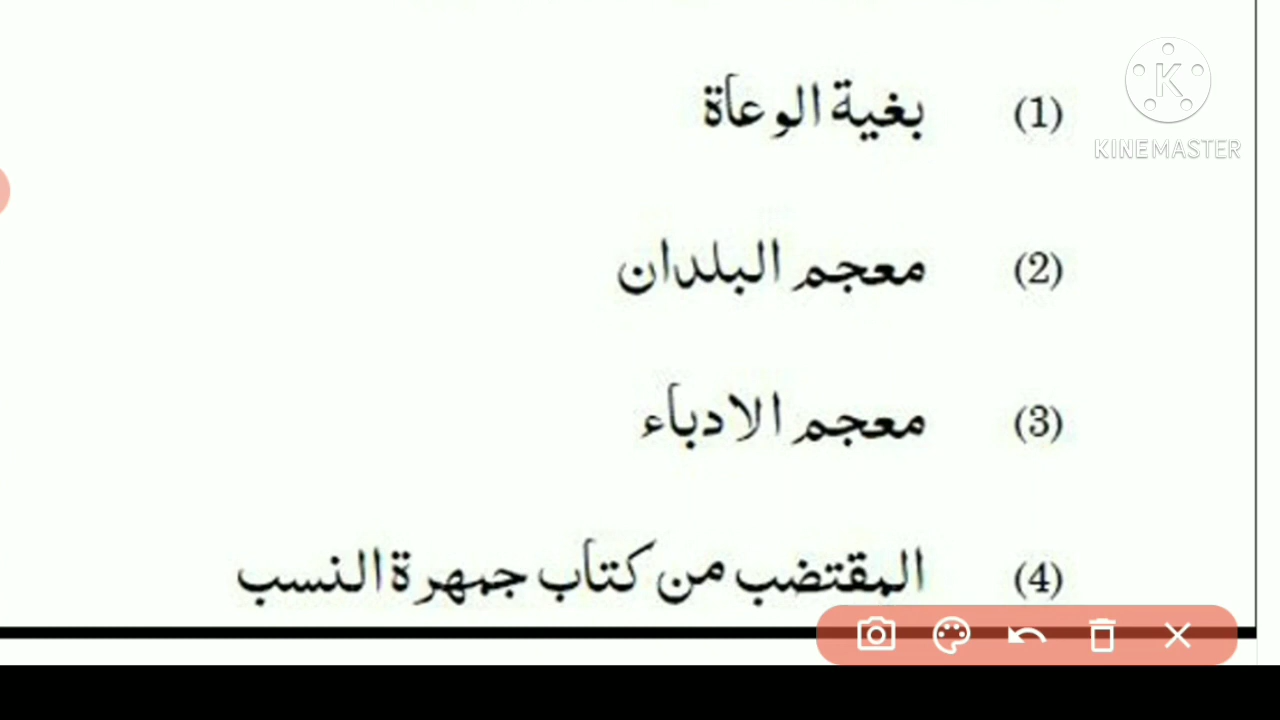 (1) بغية الوعاة
KINEMASTER
(2) معجم البلدان
(3) معجم الادباء
(4) المقتضب من كتاب جمهرة النسب